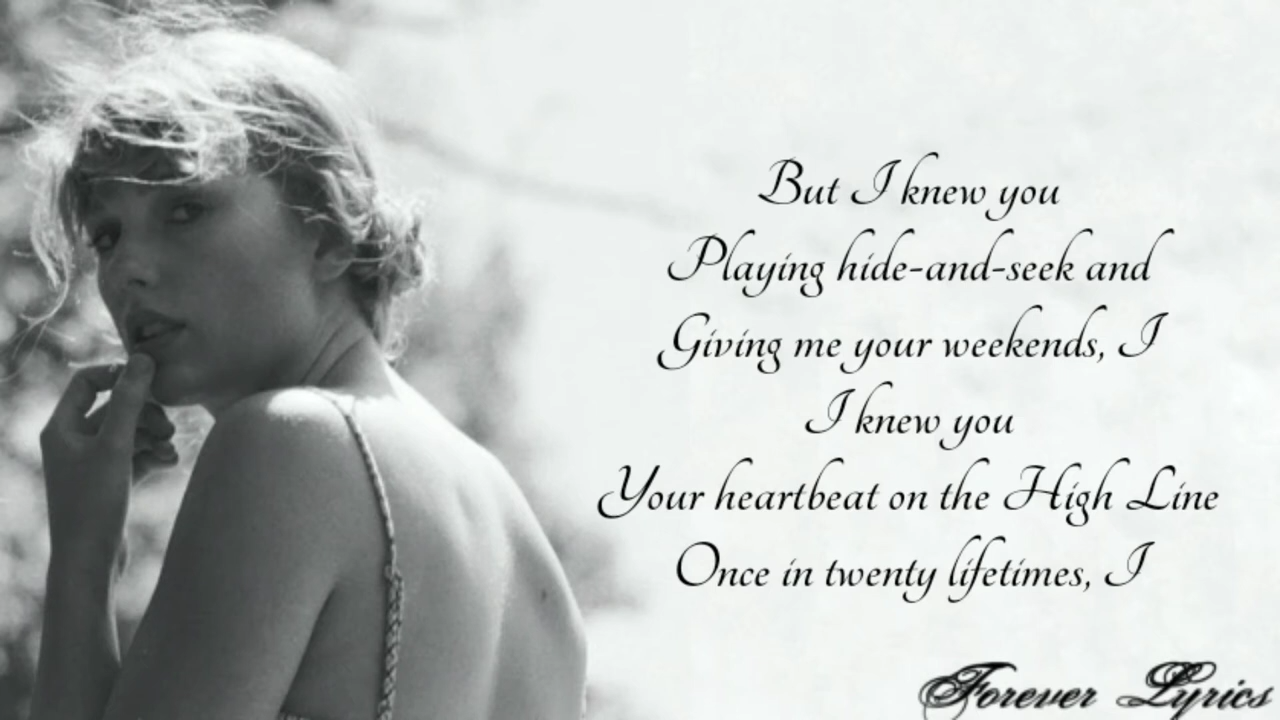 But I knew you
Playing hide-and-seek and
Giving me your weekends, I
I knew you
Your heartbeat on the High Line
Once in twenty lifetimes, I
Forever Lyrics